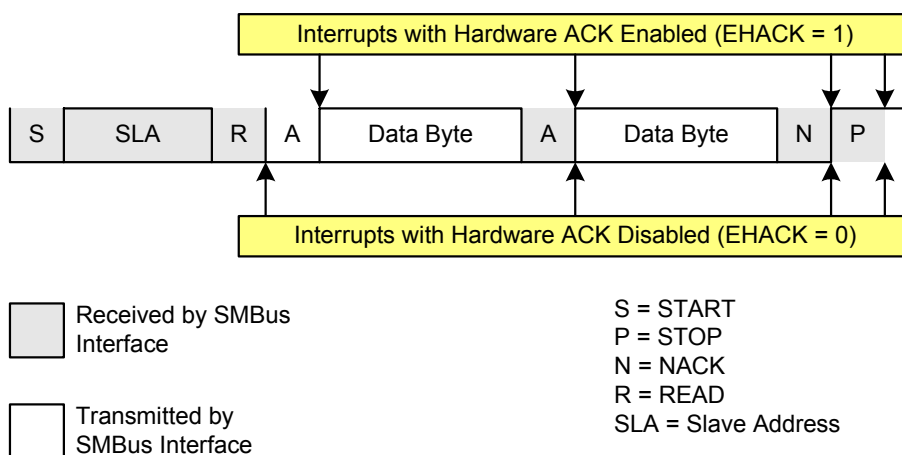 Interrupts with Hardware ACK Enabled (EHACK = 1)
S SLA R A Data Byte A Data Byte N P
Interrupts with Hardware ACK Disabled (EHACK = 0)
Received by SMBus
Interface
Transmitted by
SMBus Interface
S = START
P = STOP
N = NACK
R = READ
SLA = Slave Address